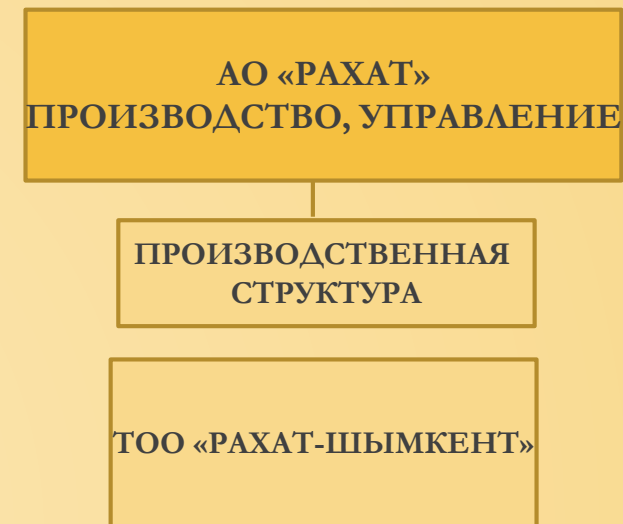 АО «РАХАТ»
ПРОИЗВОДСТВО, УПРАВЛЕНИЕ
ПРОИЗВОДСТВЕННАЯ
СТРУКТУРА
ТОО «РАХАТ-ШЫМКЕНТ»